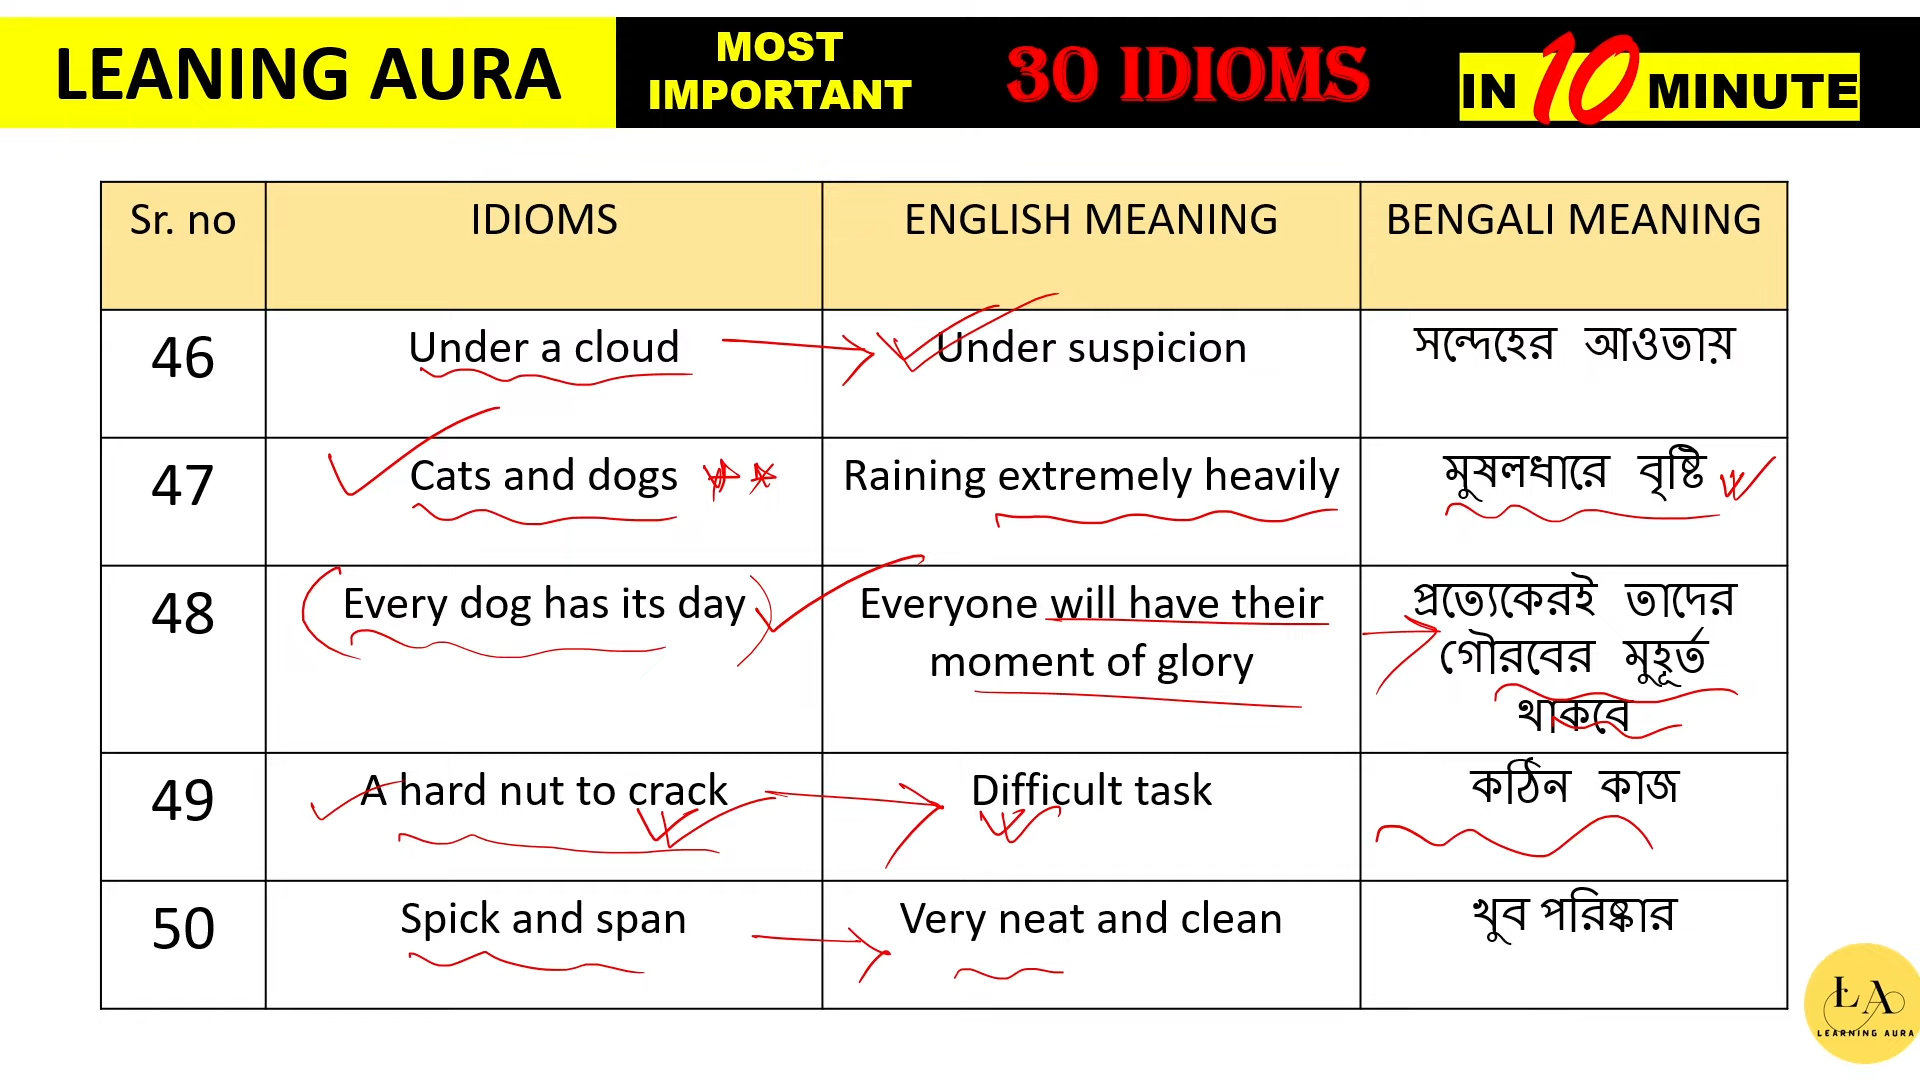 LEANING AURA
MOST
IMPORTANT
30 IDIOMS
IN 10 MINUTE
Sr. no IDIOMS ENGLISH MEANING BENGALI MEANING
46 Under a cloud Under suspicion সন্দেহের আওতায়
47 Cats and dogs Raining extremely heavily মুষলধারে বৃষ্টি
48 Every dog has its day Everyone will have their প্রত্যেকেরই তাদের
moment of glory গৌরবের মুহূর্ত
থাকবে
49 A hard nut to crack Difficult task কঠিন কাজ
50 Spick and span Very neat and clean খুব পরিষ্কার
LA
LEARNING AURA